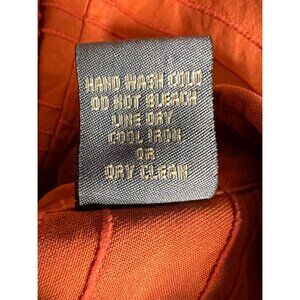 HAND WASH COLD
DO NOT BLEACH
LINE DRY
COOL IRON
OR
DRY CLEAN